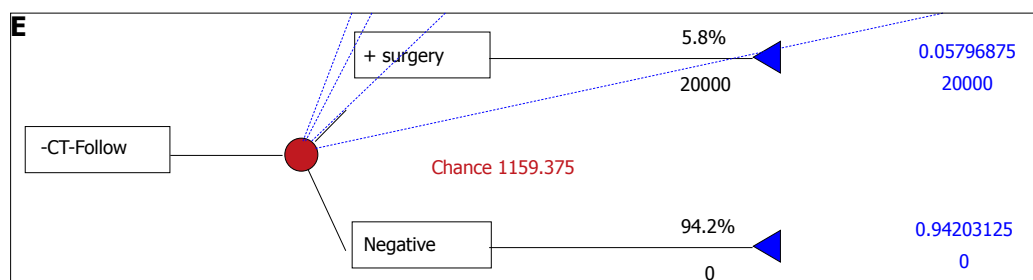 E
5.8%
+ surgery
0.05796875
20000
20000
-CT-Follow
Chance 1159.375
94.2%
Negative
0.94203125
0
0